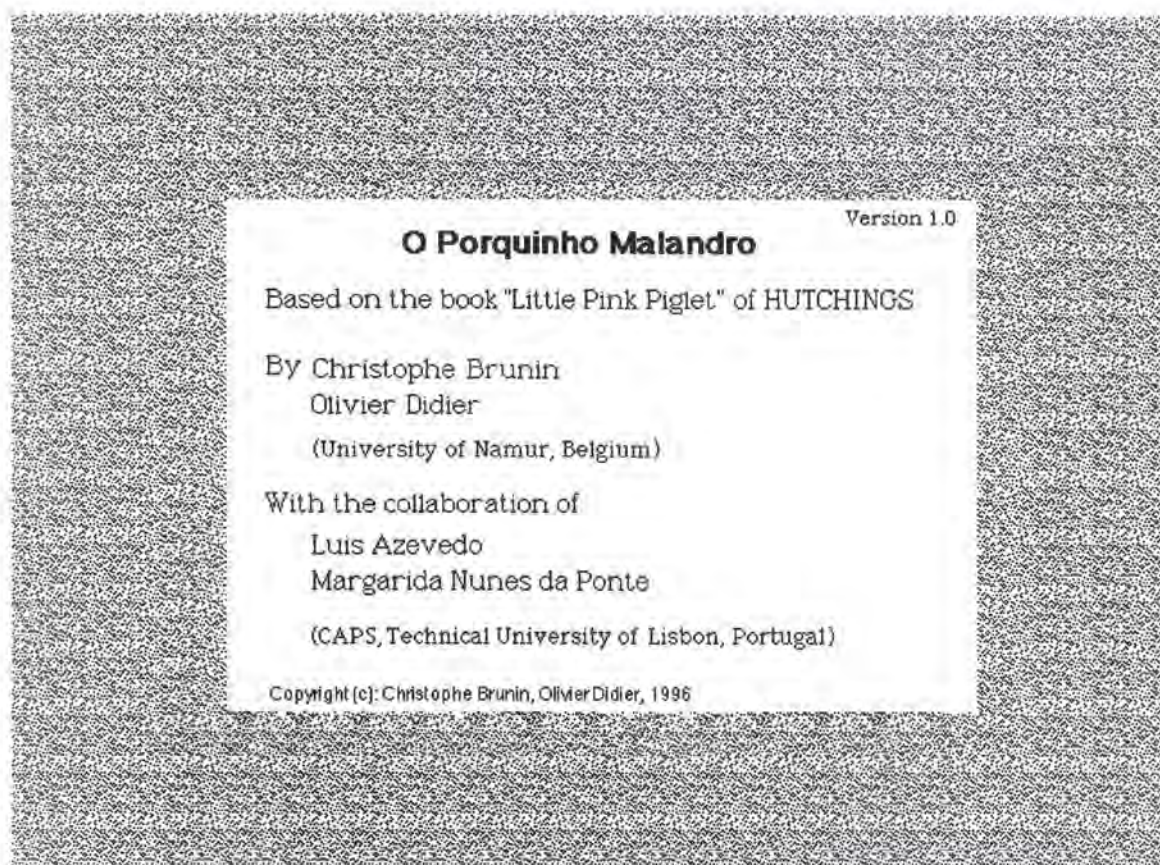 Version 1.0
O Porquinho Malandro
Based on the book "Little Pink Piglet" of HUTCHINGS
By Christophe Brunin
Olivier Didier
(University of Namur, Belgium)
With the collaboration of
Luis Azevedo
Margarida Nunes da Ponte
(CAPS, Technical University of Lisbon, Portugal)
Copyright (c): Christophe Brunin, Olivier Didier, 1996